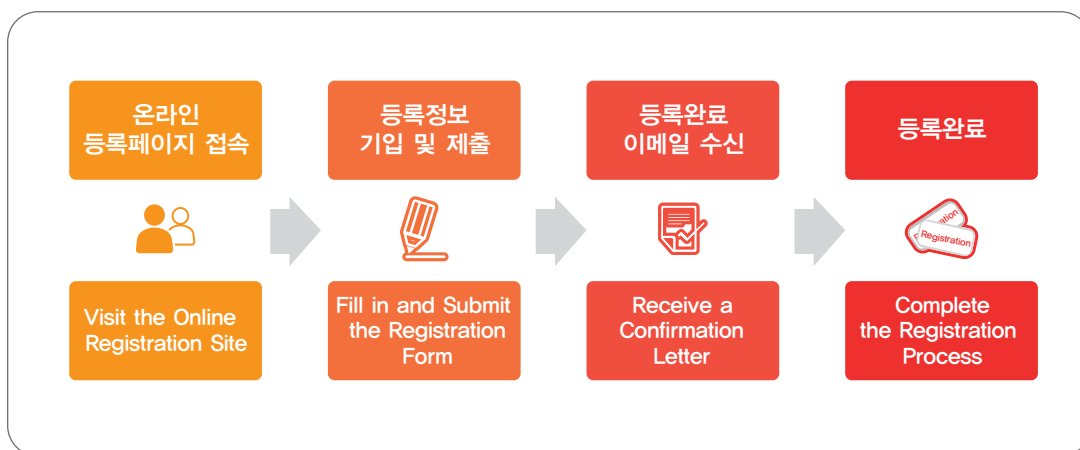 온라인
등록페이지 접속
등록정보
기입 및 제출
등록완료
이메일 수신
등록완료
ation
Registration
Visit the Online
Registration Site
Fill in and Submit
the Registration
Form
Receive a
Confirmation
Letter
Complete
the Registration
Process